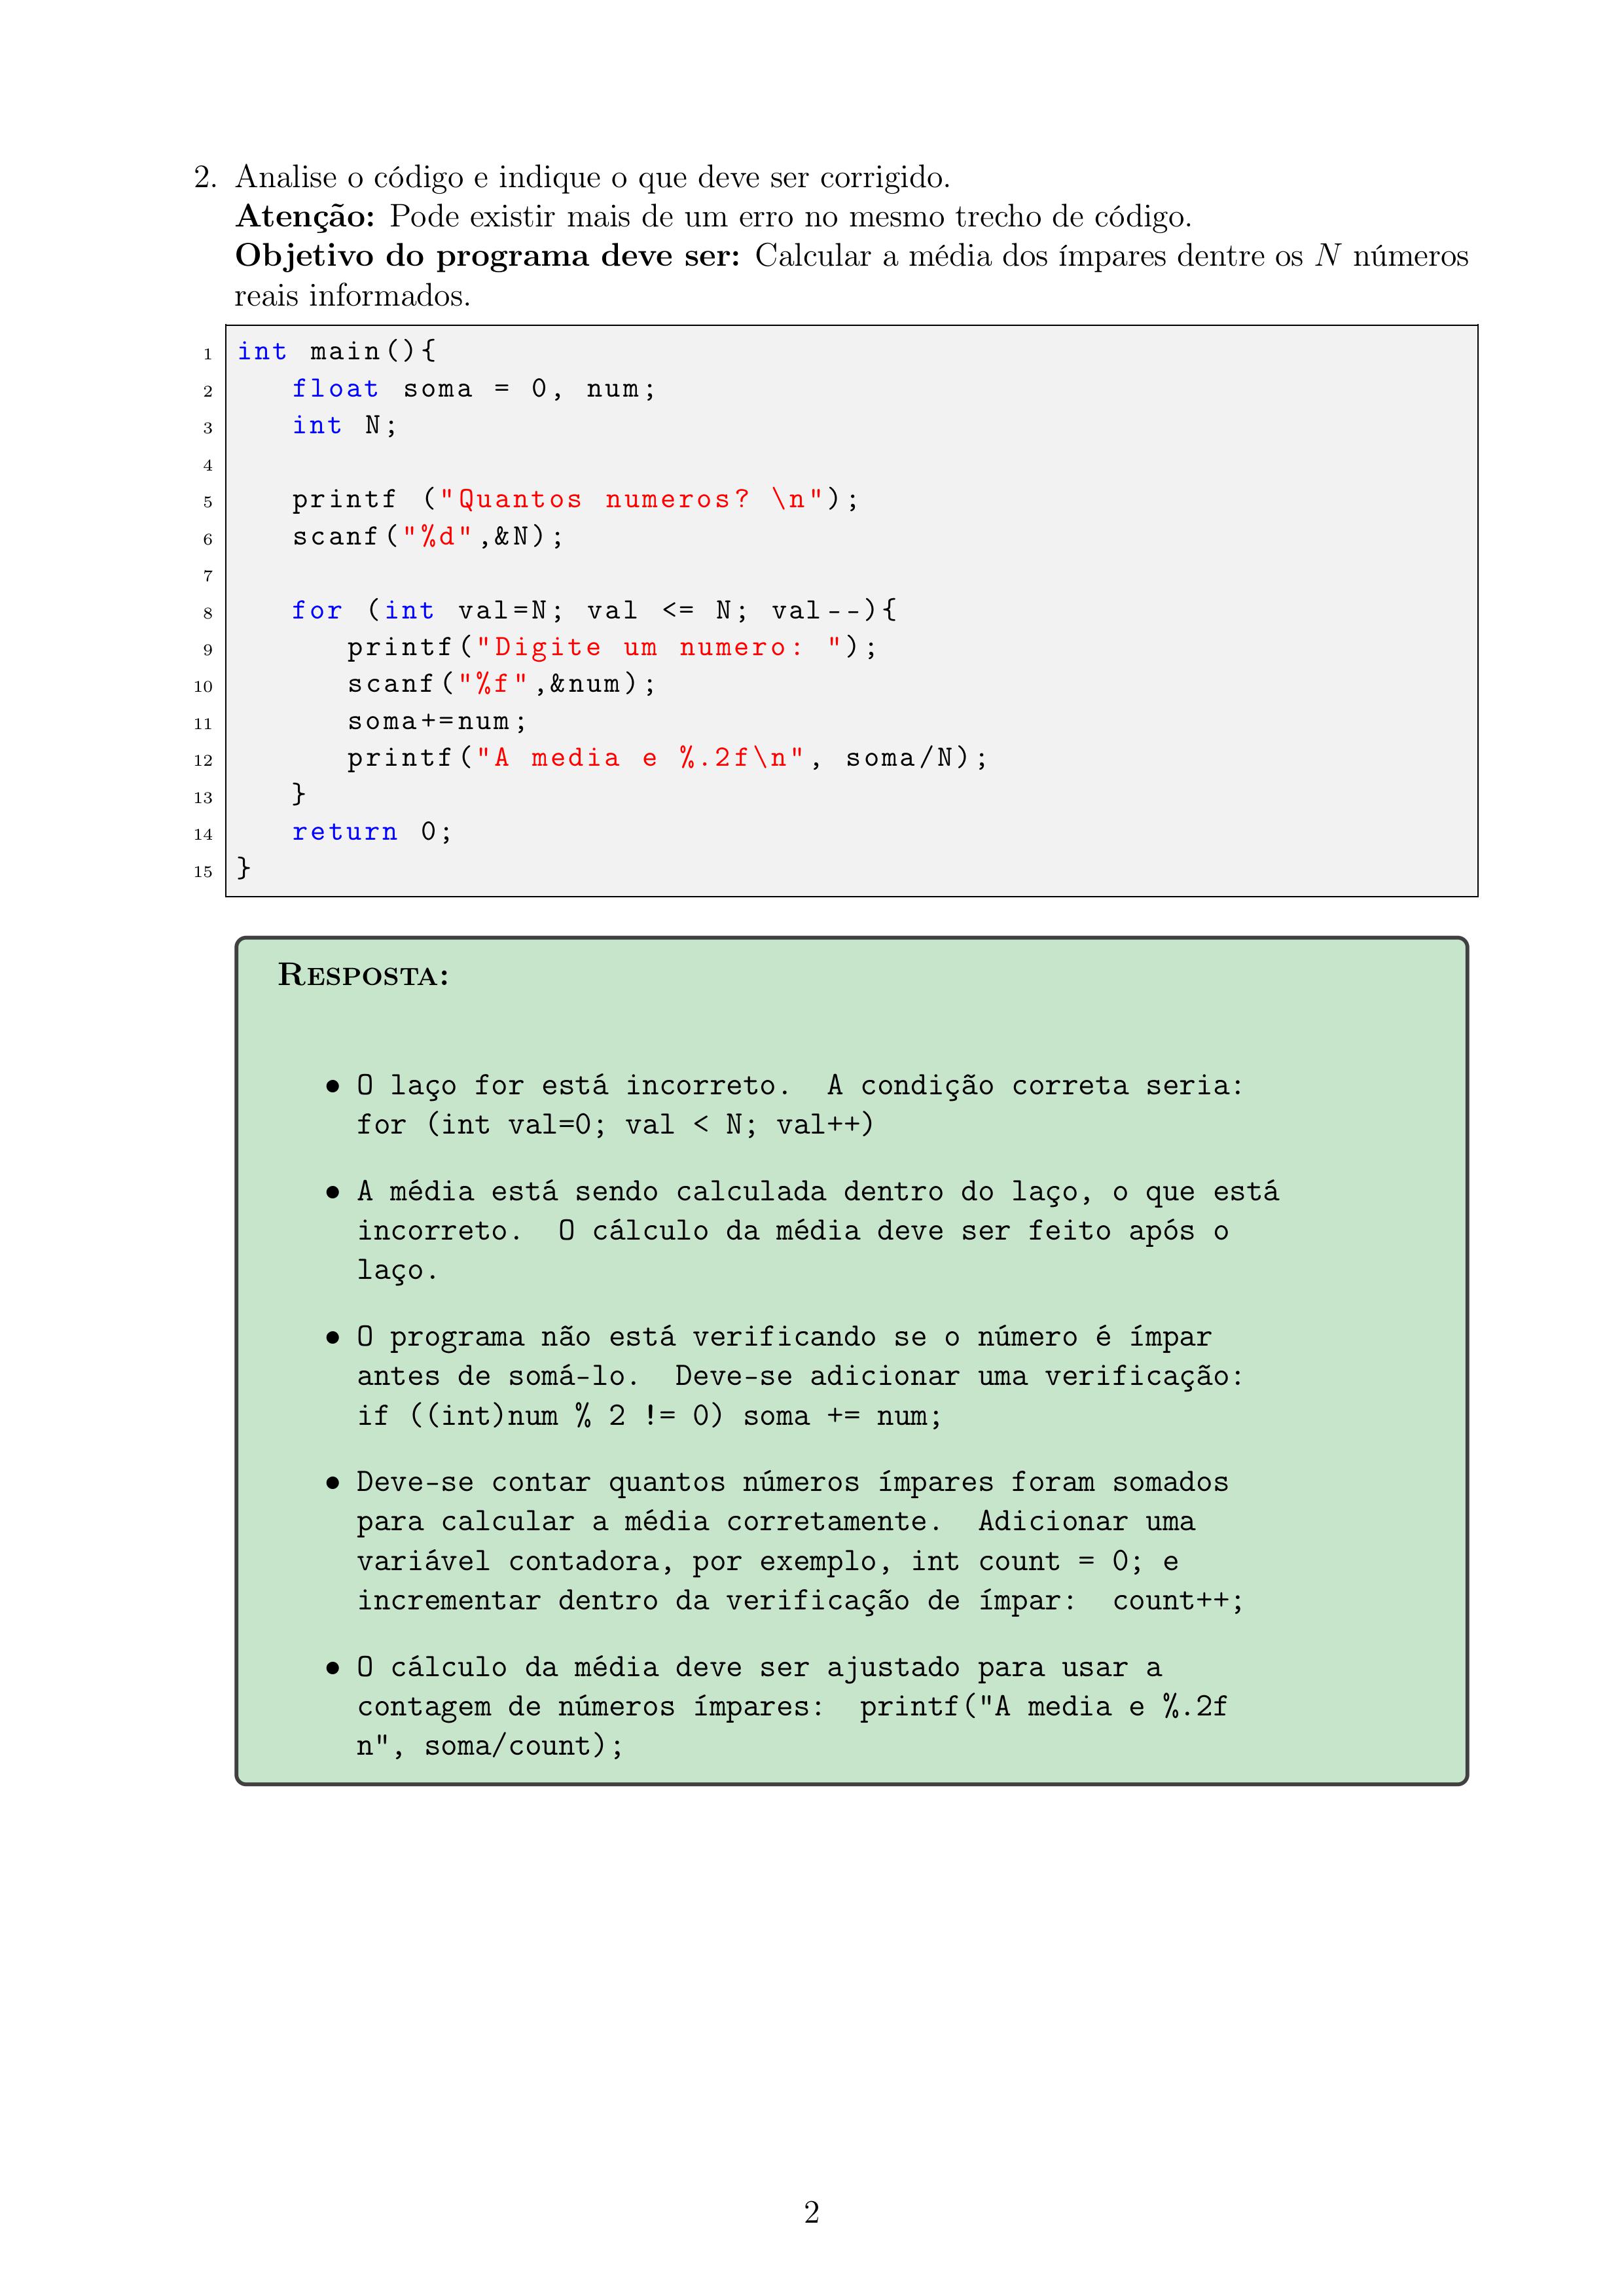 2. Analise o código e indique o que deve ser corrigido.
Atenção: Pode existir mais de um erro no mesmo trecho de código.
Objetivo do programa deve ser: Calcular a média dos ímpares dentre os N números
reais informados.
1 int main(){
2 float soma = 0, num;
3 int N;
4
5 printf ("Quantos numeros? \n");
6 scanf("%d",&N);
7
8 for (int val=N; val <= N; val--){
9 printf("Digite um numero: ");
10 scanf("%f",&num);
11 soma+=num;
12 printf("A media e %.2f\n", soma/N);
13 }
14 return 0;
15 }
RESPOSTA:
• O laço for está incorreto. A condição correta seria:
for (int val=0; val < N; val++)
• A média está sendo calculada dentro do laço, o que está
incorreto. O cálculo da média deve ser feito após o
laço.
• O programa não está verificando se o número é ímpar
antes de somá-lo. Deve-se adicionar uma verificação:
if ((int)num % 2 != 0) soma += num;
• Deve-se contar quantos números ímpares foram somados
para calcular a média corretamente. Adicionar uma
variável contadora, por exemplo, int count = 0; e
incrementar dentro da verificação de ímpar: count++;
• O cálculo da média deve ser ajustado para usar a
contagem de números ímpares: printf("A media e %.2f
n", soma/count);
2